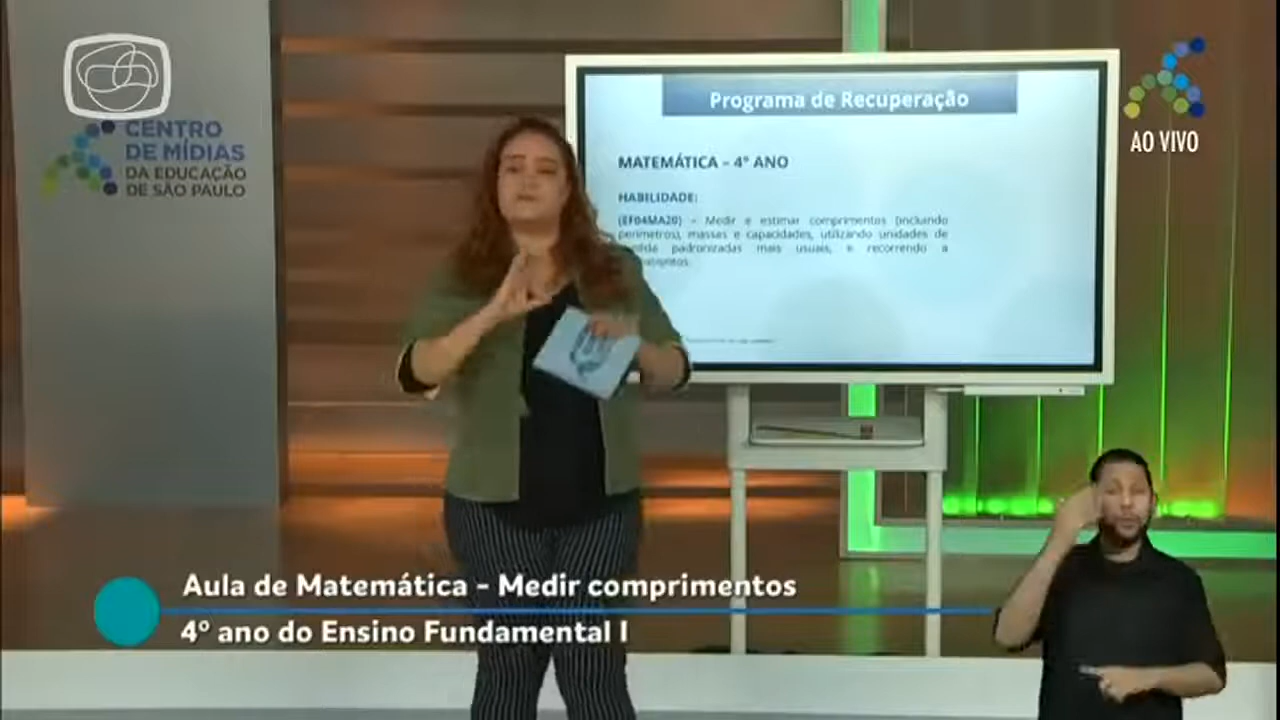 CENTRO
DE MÍDIAS
DA EDUCAÇÃO
DE SÃO PAULO
Programa de Recuperação
MATEMÁTICA – 4° ANO
HABILIDADE:
(EF04MA20) – Medir e estimar comprimentos (incluindo
perímetros), massas e capacidades, utilizando unidades de
padronizadas mais usuais, e recorrendo a
AO VIVO
Aula de Matemática - Medir comprimentos
4º ano do Ensino Fundamental I